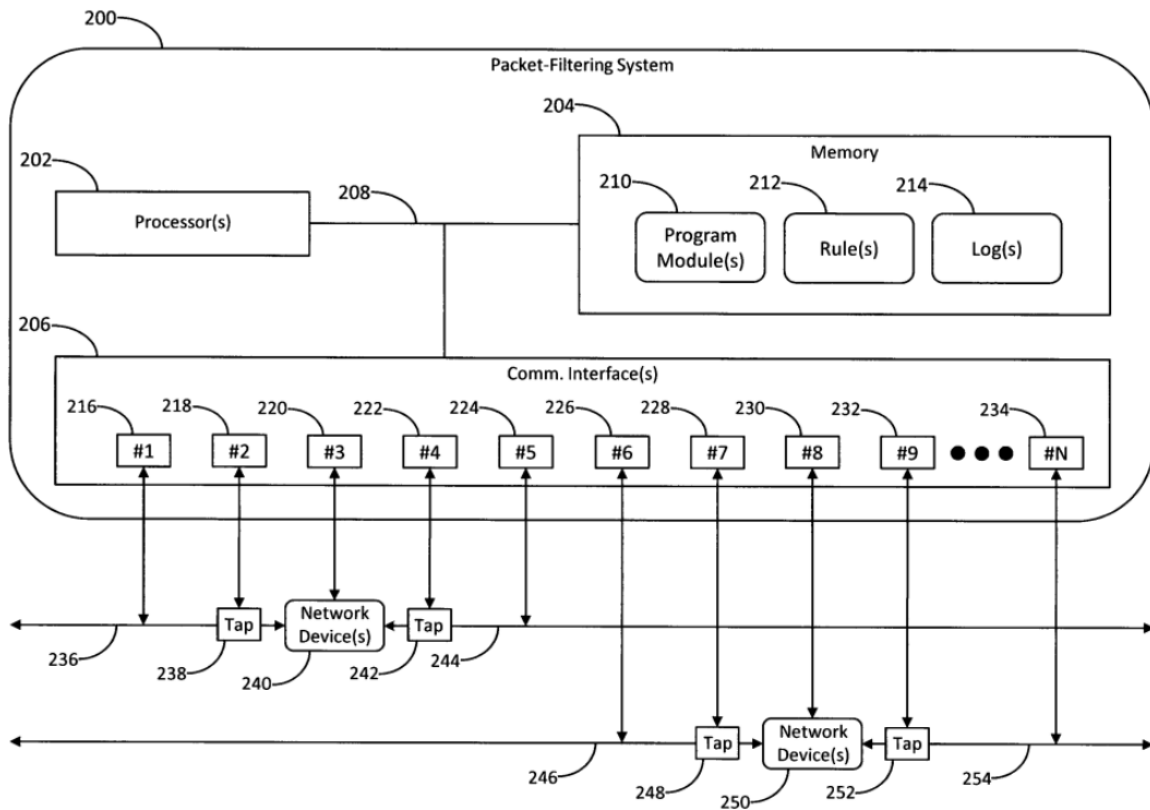 200
Packet-Filtering System
204
202
Memory
208
210
212
214
Processor(s)
Program
Module(s)
Rule(s)
Log(s)
206
Comm. Interface(s)
216
218
220
222
224
226
228
230
232
234
#1
#2
#3
#4
#5
#6
#7
#8
#9
#N
Tap
Network
Device(s)
Tap
236
238
240
242
244
Tap
Network
Device(s)
Tap
246
248
250
252
254